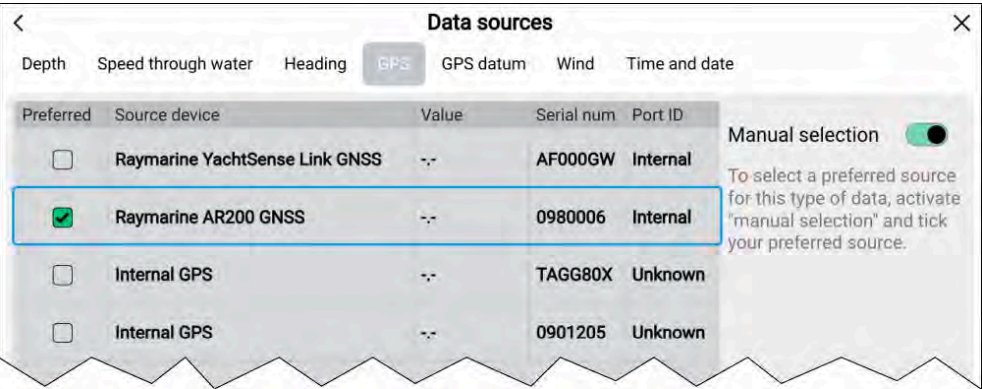 Data sources
Depth Speed through water Heading GPS GPS datum Wind Time and date
Preferred Source device Value Serial num Port ID
Raymarine YachtSense Link GNSS -.- AF000GW Internal
Raymarine AR200 GNSS -.- 0980006 Internal
Internal GPS -.- TAGG80X Unknown
Internal GPS -.- 0901205 Unknown
Manual selection
To select a preferred source
for this type of data, activate
"manual selection" and tick
your preferred source.